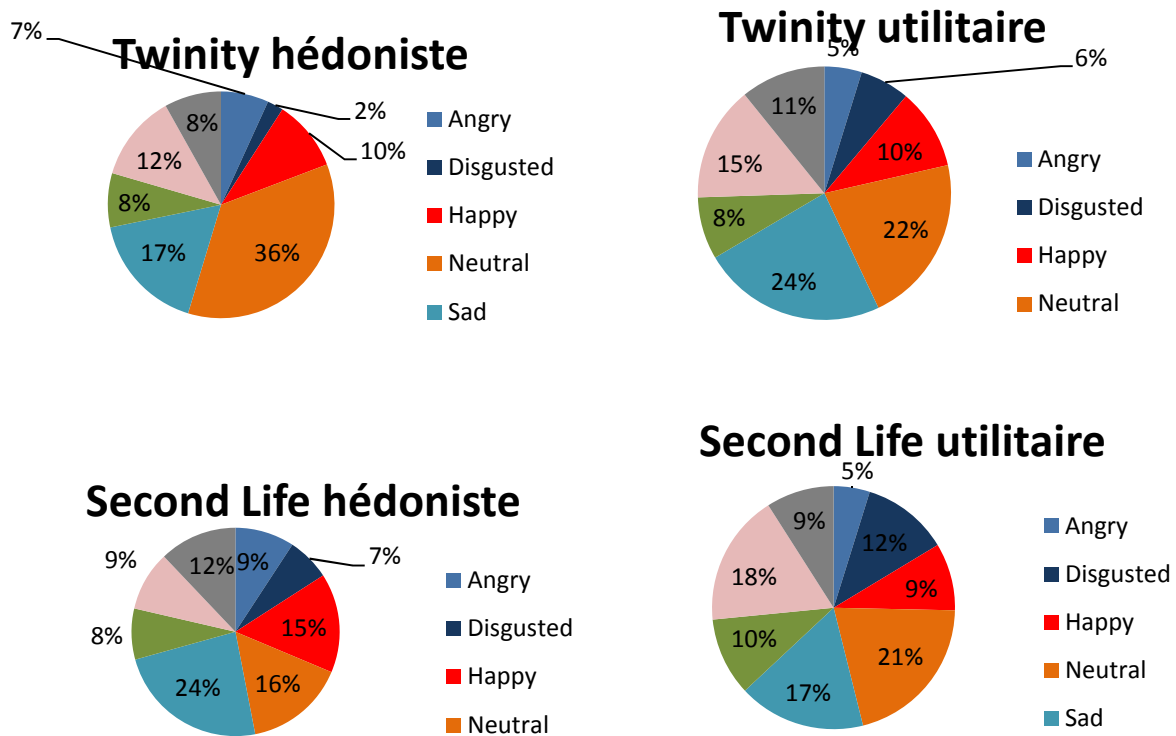 Twinity hédoniste
7%
2%
10%
36%
17%
8%
12%
8%
Angry
Disgusted
Happy
Neutral
Sad
Twinity utilitaire
5%
6%
10%
22%
24%
8%
15%
11%
Angry
Disgusted
Happy
Neutral
Second Life hédoniste
9%
7%
15%
16%
24%
8%
9%
12%
Angry
Disgusted
Happy
Neutral
Second Life utilitaire
5%
12%
9%
21%
17%
10%
18%
9%
Angry
Disgusted
Happy
Neutral
Sad